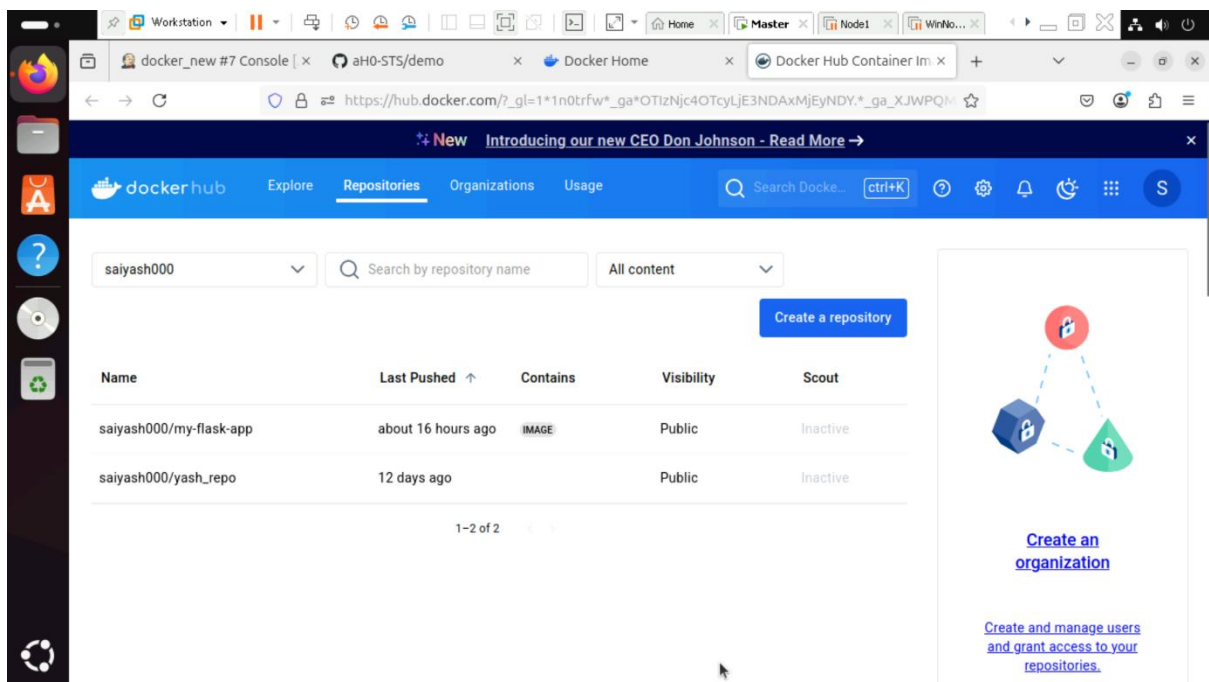 Workstation
Home
Master
Node1
WinNo...
docker_new #7 Console [
aH0-STS/demo
Docker Home
Docker Hub Container Im
https://hub.docker.com/?_gl=1*1n0trfw*_ga*OTIzNjc4OTcyLjE3NDAxMjEyNDY.*_ga_XJWPQM
New Introducing our new CEO Don Johnson - Read More →
dockerhub
Explore
Repositories
Organizations
Usage
Search Docke...
ctrl+K
S
saiyash000
Search by repository name
All content
Create a repository
Name Last Pushed ↑ Contains Visibility Scout
saiyash000/my-flask-app about 16 hours ago IMAGE Public Inactive
saiyash000/yash_repo 12 days ago Public Inactive
1–2 of 2
Create an
organization
Create and manage users
and grant access to your
repositories.